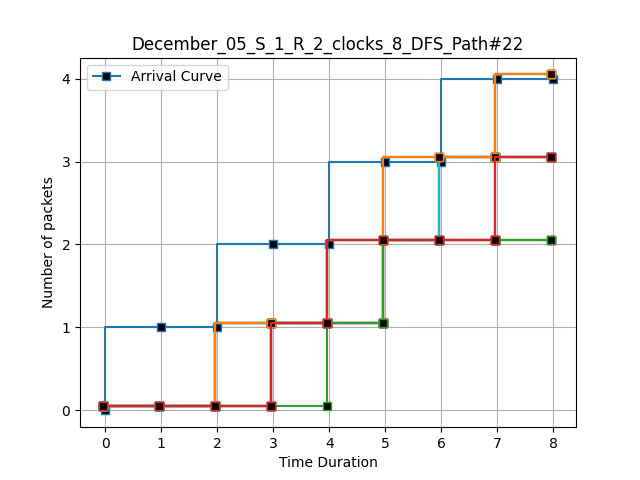 December_05_S_1_R_2_clocks_8_DFS_Path#22
Arrival Curve
Number of packets
4
3
2
1
0
0 1 2 3 4 5 6 7 8
Time Duration